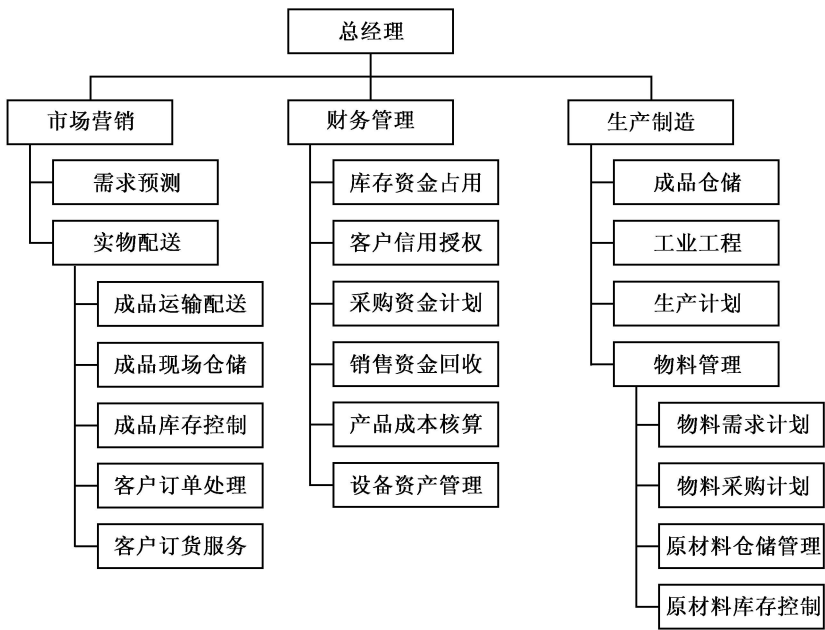 总经理
市场营销
需求预测
实物配送
成品运输配送
成品现场仓储
成品库存控制
客户订单处理
客户订货服务
财务管理
库存资金占用
客户信用授权
采购资金计划
销售资金回收
产品成本核算
设备资产管理
生产制造
成品仓储
工业工程
生产计划
物料管理
物料需求计划
物料采购计划
原材料仓储管理
原材料库存控制